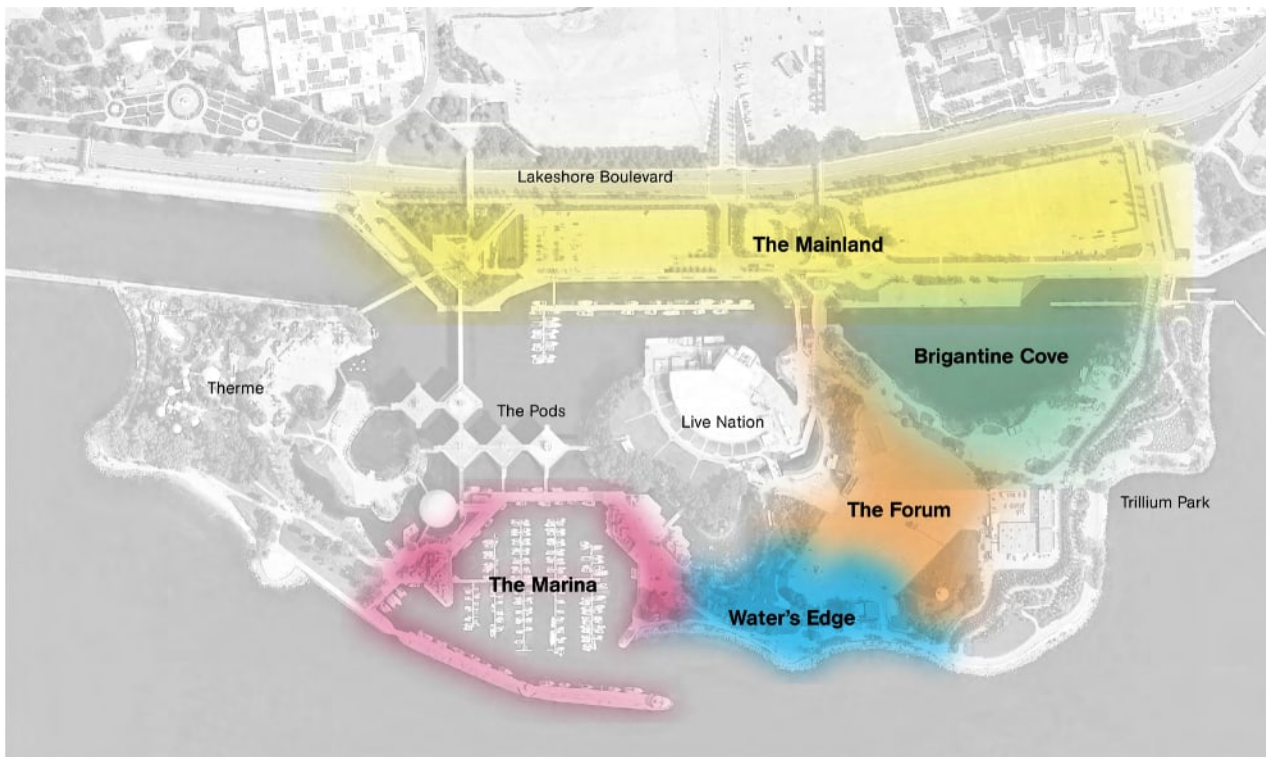 Lakeshore Boulevard
The Mainland
Brigantine Cove
Therme
The Pods
Live Nation
The Forum
Trillium Park
The Marina
Water's Edge